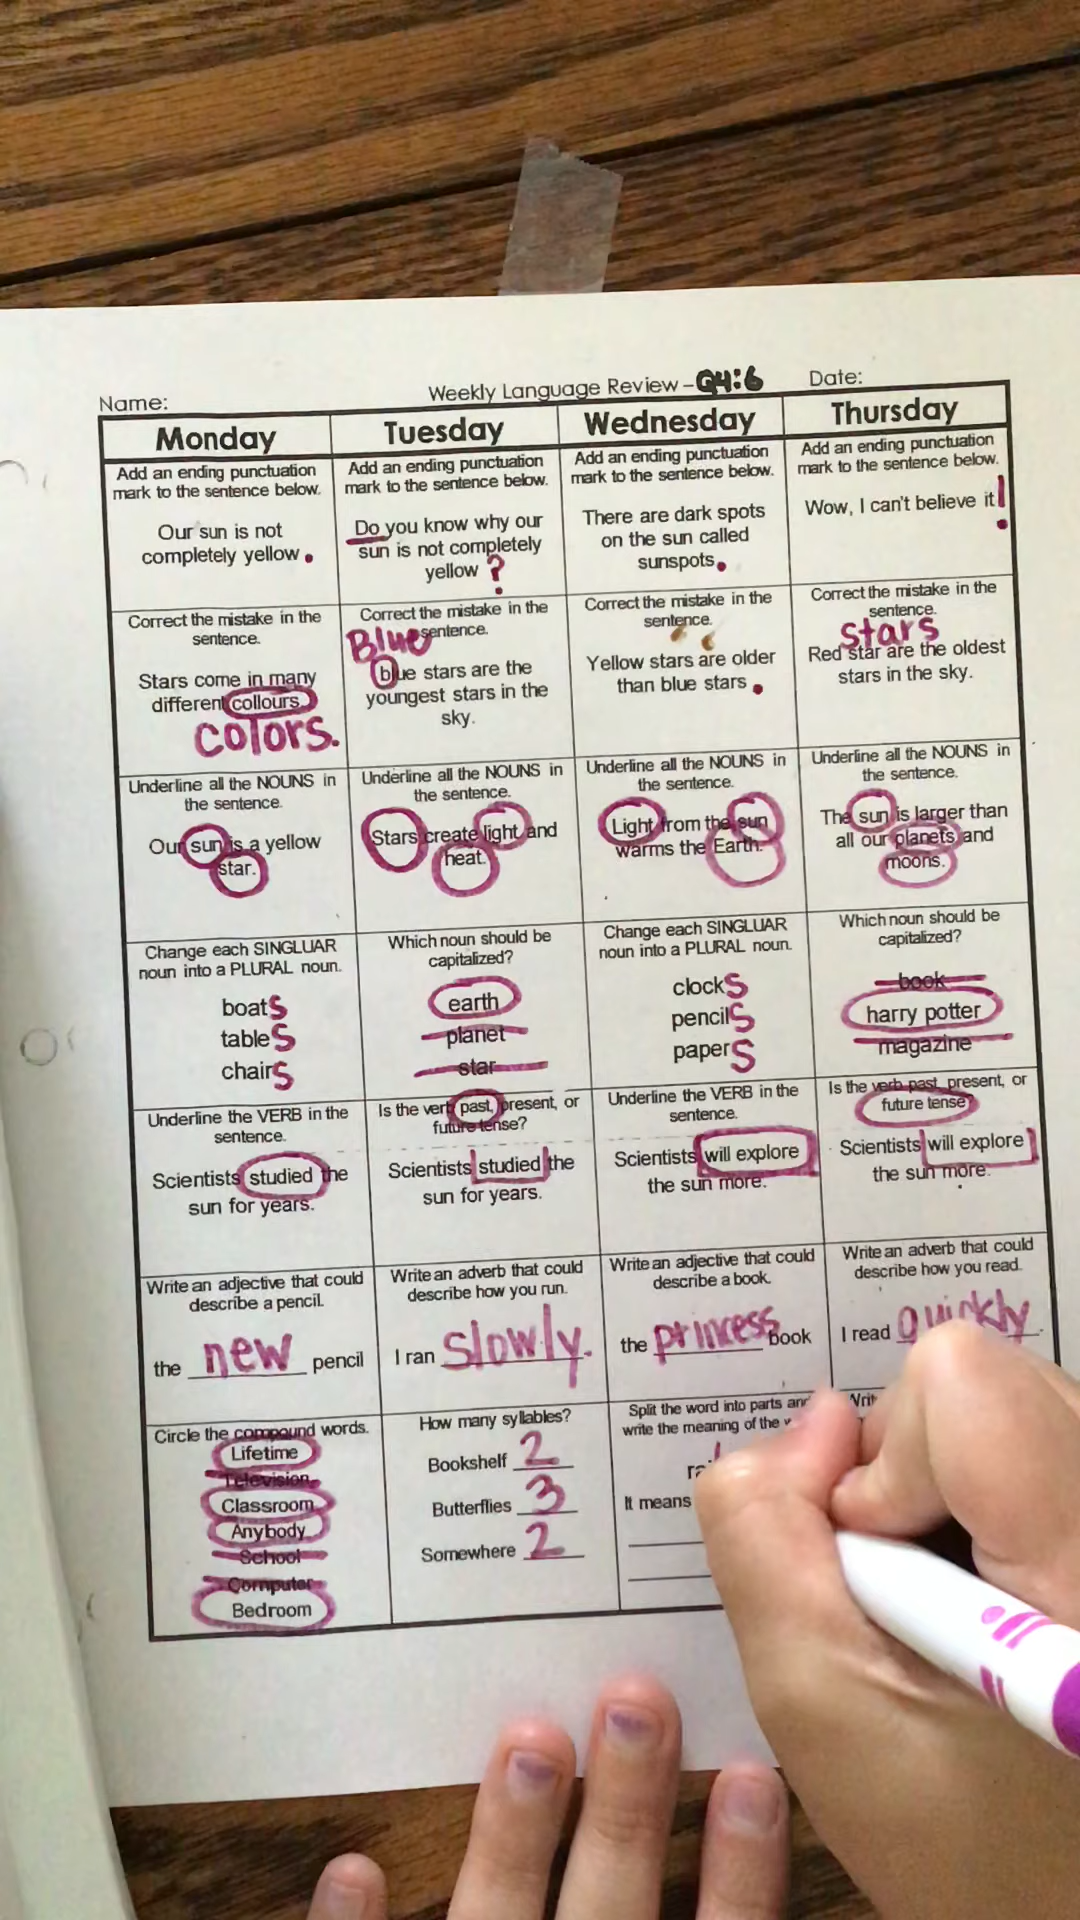 Name:
Weekly Language Review – Q4:6
Date:
Monday
Tuesday
Wednesday
Thursday
Add an ending punctuation
mark to the sentence below.
Our sun is not
completely yellow .
Add an ending punctuation
mark to the sentence below.
Do you know why our
sun is not completely
yellow ?
Add an ending punctuation
mark to the sentence below.
There are dark spots
on the sun called
sunspots.
Add an ending punctuation
mark to the sentence below.
Wow, I can't believe it!
Correct the mistake in the
sentence.
Stars come in many
different collours
colors.
Correct the mistake in the
Blue sentence.
blue stars are the
youngest stars in the
sky.
Correct the mistake in the
sentence.
Yellow stars are older
than blue stars .
Correct the mistake in the
sentence.
stars
Red star are the oldest
stars in the sky.
Underline all the NOUNS in
the sentence.
Our sun is a yellow
star.
Underline all the NOUNS in
the sentence.
Stars create light and
heat.
Underline all the NOUNS in
the sentence.
Light from the sun
warms the Earth.
Underline all the NOUNS in
the sentence.
The sun is larger than
all our planets and
moons.
Change each SINGLUAR
noun into a PLURAL noun.
boats
tables
chairs
Which noun should be
capitalized?
earth
planet
star
Change each SINGLUAR
noun into a PLURAL noun.
clocks
pencils
papers
Which noun should be
capitalized?
book
harry potter
magazine
Underline the VERB in the
sentence.
Scientists studied the
sun for years.
Is the verb past, present, or
future tense?
Scientists studied the
sun for years.
Underline the VERB in the
sentence.
Scientists will explore
the sun more.
Is the verb past, present, or
future tense?
Scientists will explore
the sun more.
Write an adjective that could
describe a pencil.
the new pencil
Write an adverb that could
describe how you run.
I ran slowly.
Write an adjective that could
describe a book.
the princess book
Write an adverb that could
describe how you read.
I read quickly.
Circle the compound words.
Lifetime
Television
Classroom
Anybody
School
Computer
Bedroom
How many syllables?
Bookshelf 2
Butterflies 3
Somewhere 2
Split the word into parts and
write the meaning of the
It means